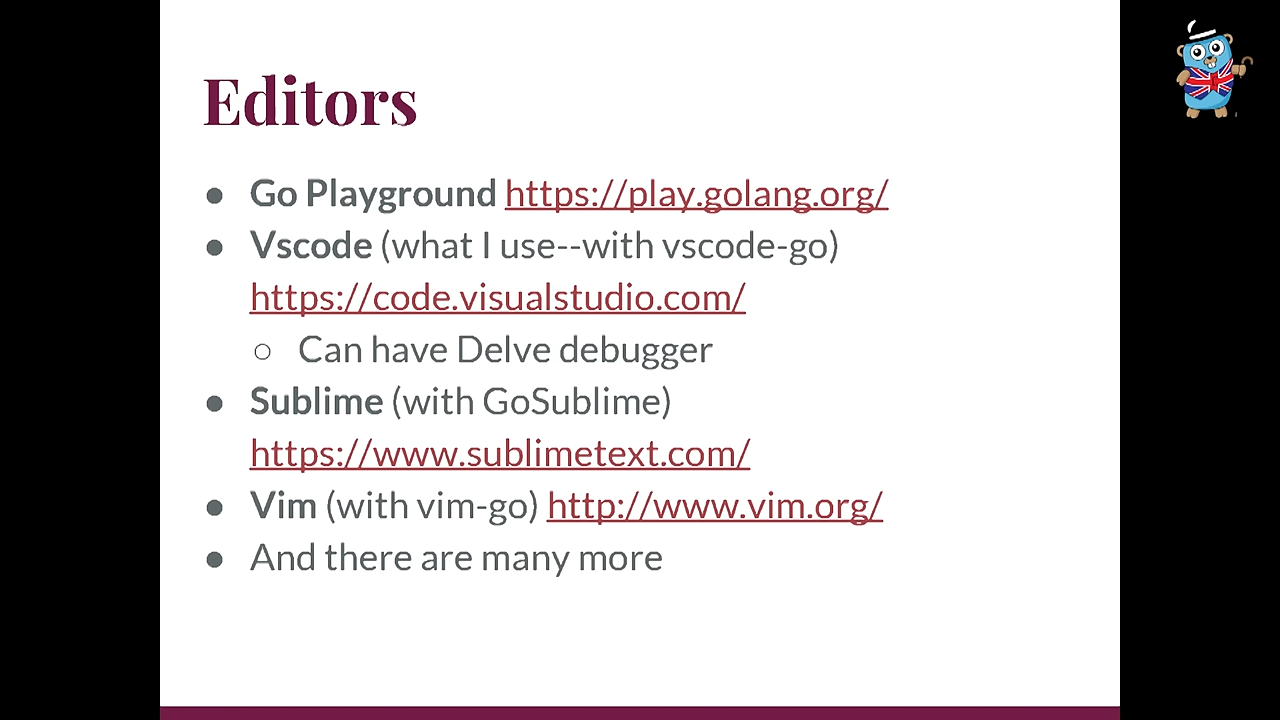 Editors
● Go Playground https://play.golang.org/
● Vscode (what I use--with vscode-go)
https://code.visualstudio.com/
○ Can have Delve debugger
● Sublime (with GoSublime)
https://www.sublimetext.com/
● Vim (with vim-go) http://www.vim.org/
● And there are many more